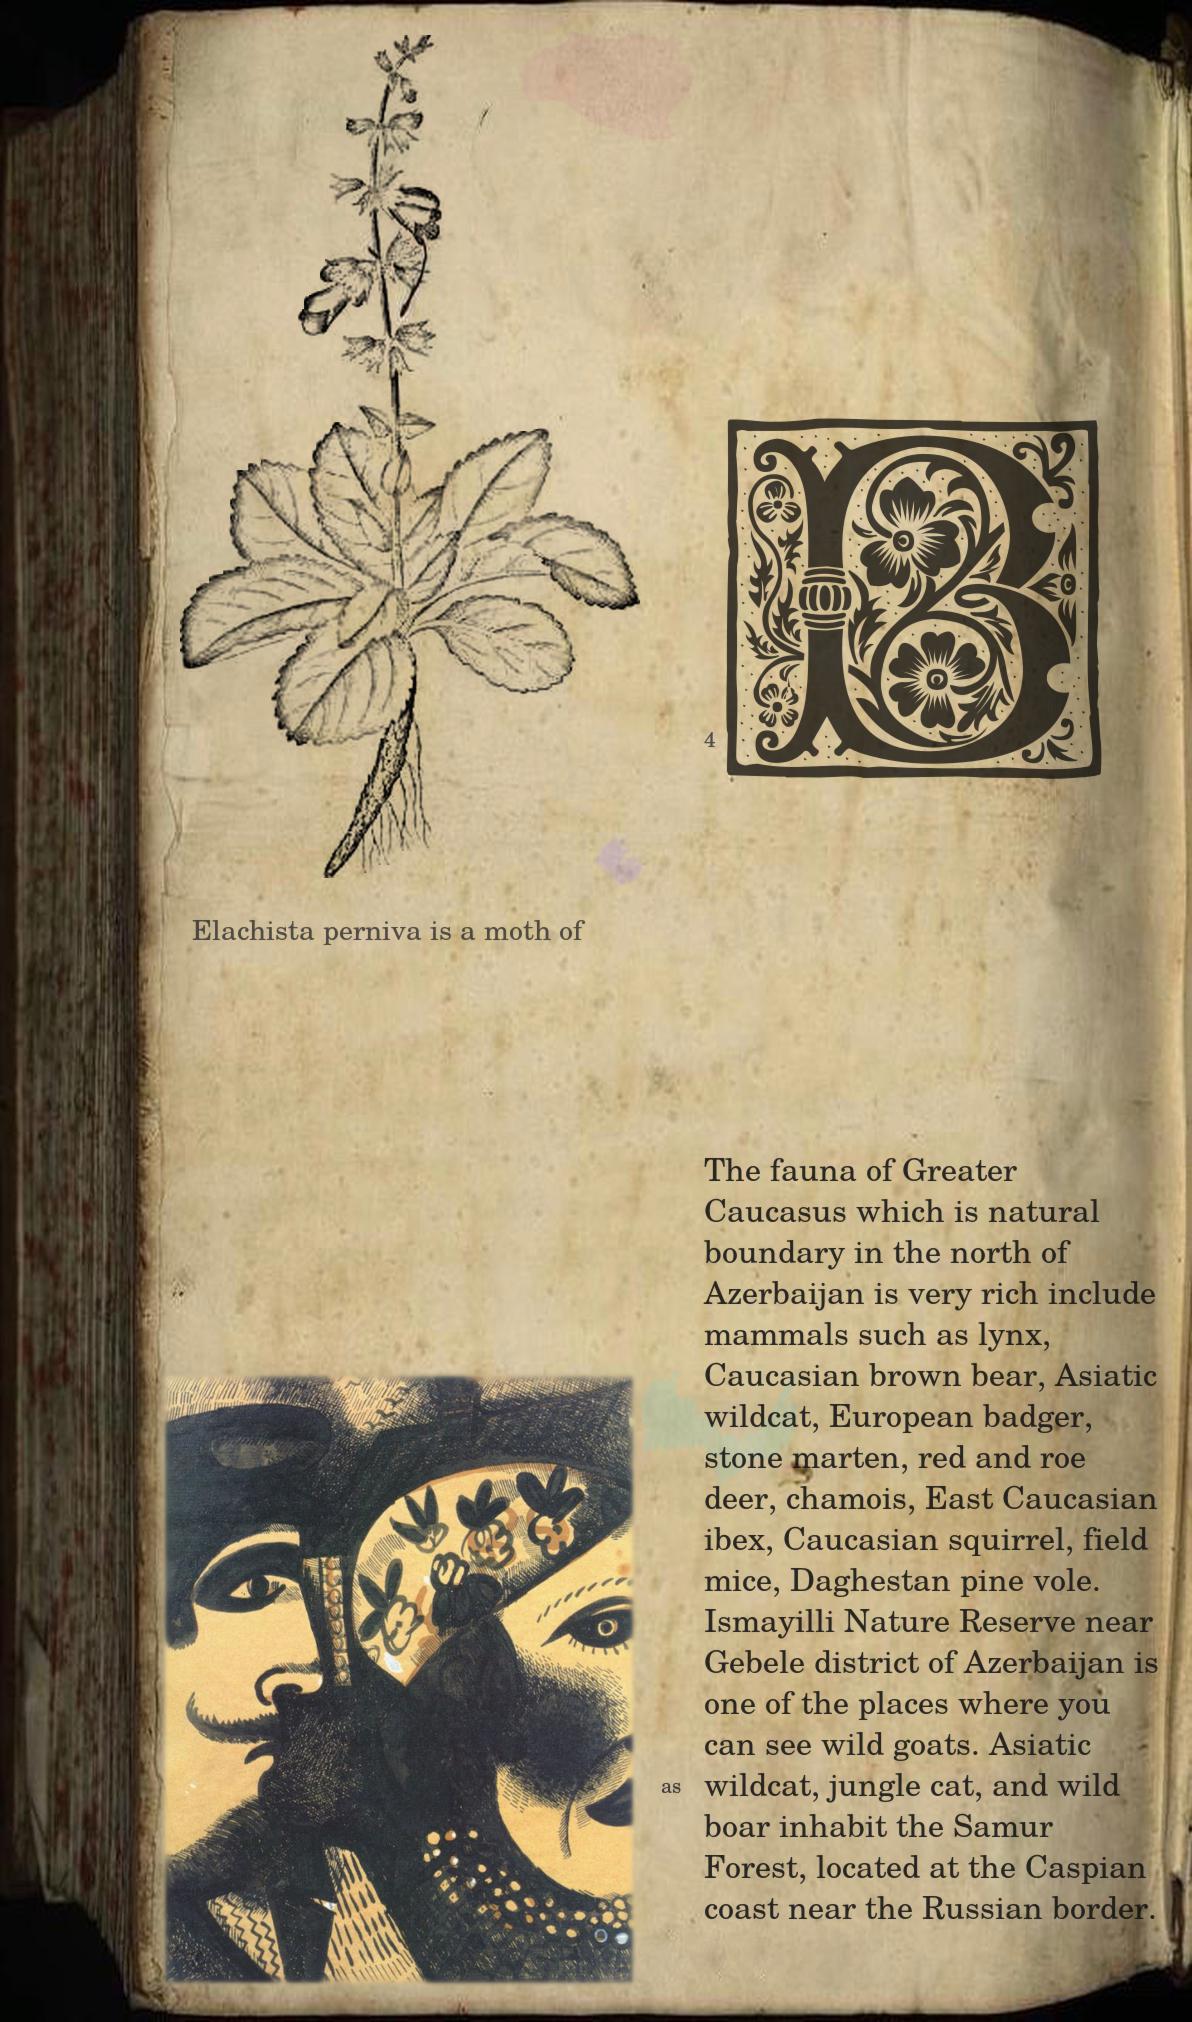 B
4
Elachista perniva is a moth of
The fauna of Greater
Caucasus which is natural
boundary in the north of
Azerbaijan is very rich include
mammals such as lynx,
Caucasian brown bear, Asiatic
wildcat, European badger,
stone marten, red and roe
deer, chamois, East Caucasian
ibex, Caucasian squirrel, field
mice, Daghestan pine vole.
Ismayilli Nature Reserve near
Gebele district of Azerbaijan is
one of the places where you
can see wild goats. Asiatic
as
wildcat, jungle cat, and wild
boar inhabit the Samur
Forest, located at the Caspian
coast near the Russian border.